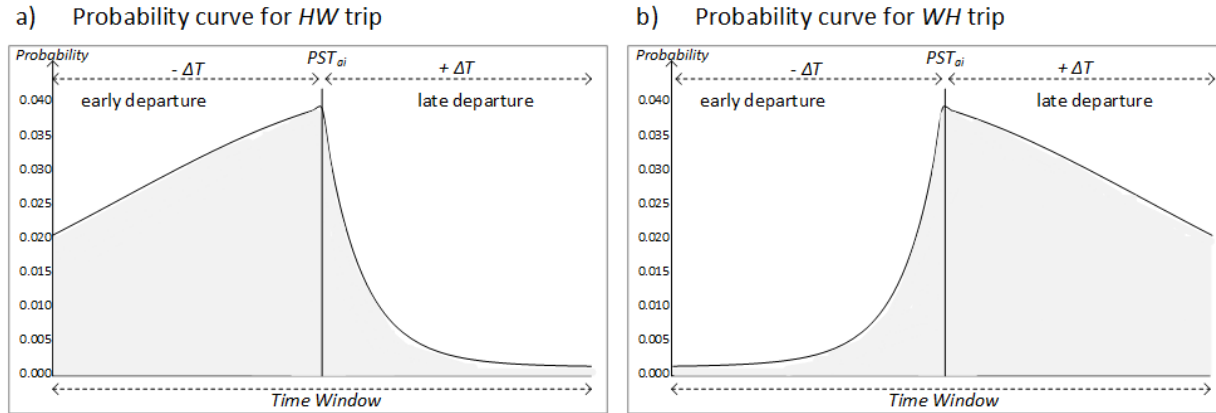 a) Probability curve for HW trip
Probability
PST_ai
- ΔT
+ ΔT
early departure
late departure
0.040
0.035
0.030
0.025
0.020
0.015
0.010
0.005
0.000
Time Window
b) Probability curve for WH trip
Probability
PST_ai
- ΔT
+ ΔT
early departure
late departure
0.040
0.035
0.030
0.025
0.020
0.015
0.010
0.005
0.000
Time Window